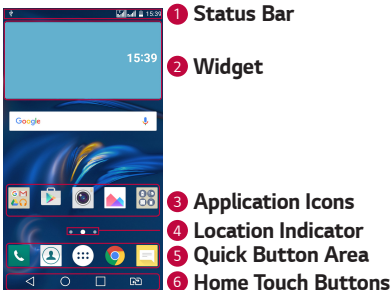 15:39
1 Status Bar
15:39
2 Widget
Google
3 Application Icons
4 Location Indicator
5 Quick Button Area
6 Home Touch Buttons